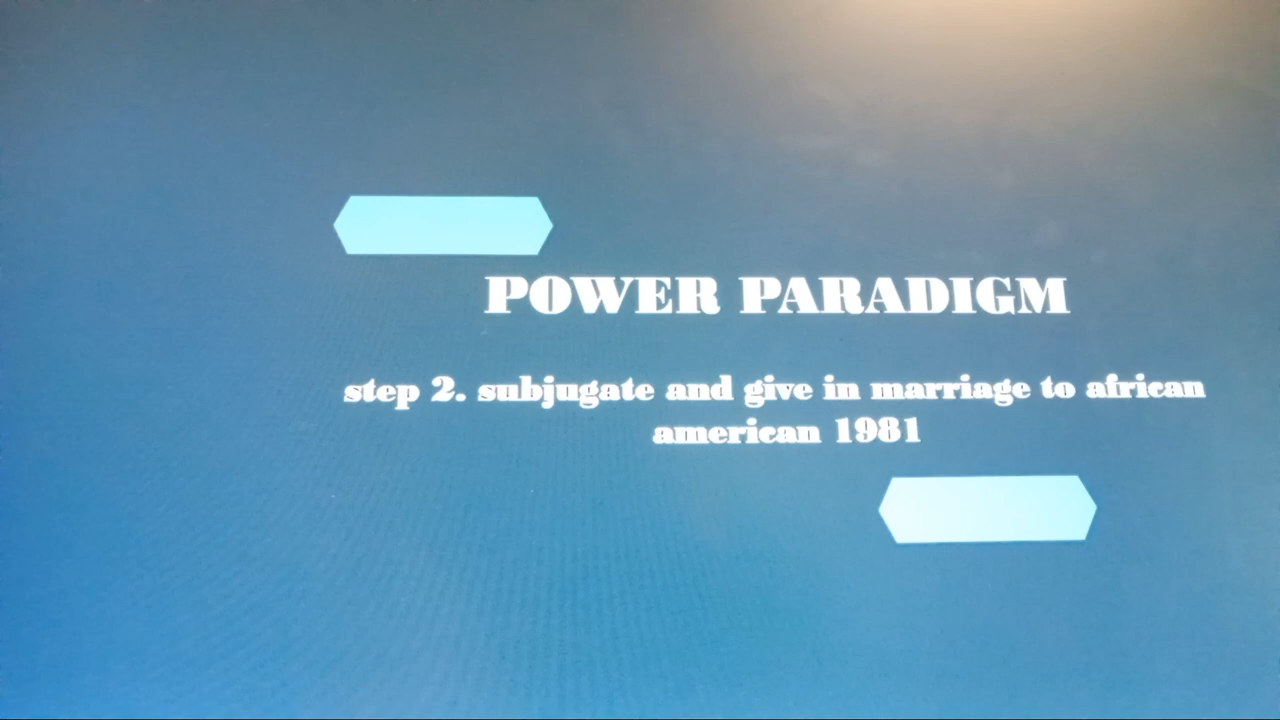 POWER PARADIGM
step 2. subjugate and give in marriage to african
american 1981